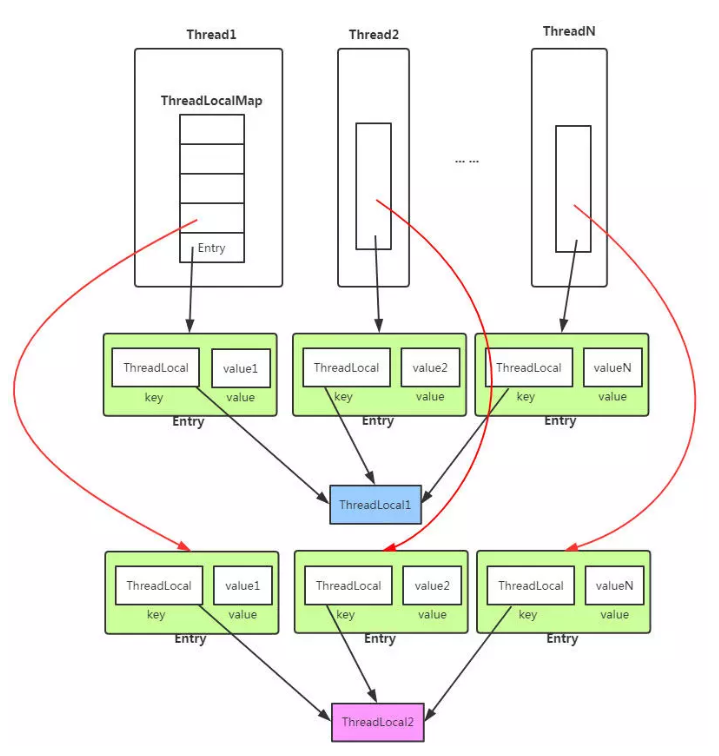 Thread1
Thread2
ThreadN
ThreadLocalMap
... ...
Entry
ThreadLocal
value1
key
value
Entry
ThreadLocal
value2
key
value
Entry
ThreadLocal
valueN
key
value
Entry
ThreadLocal1
ThreadLocal
value1
key
value
Entry
ThreadLocal
value2
key
value
Entry
ThreadLocal
valueN
key
value
Entry
ThreadLocal2